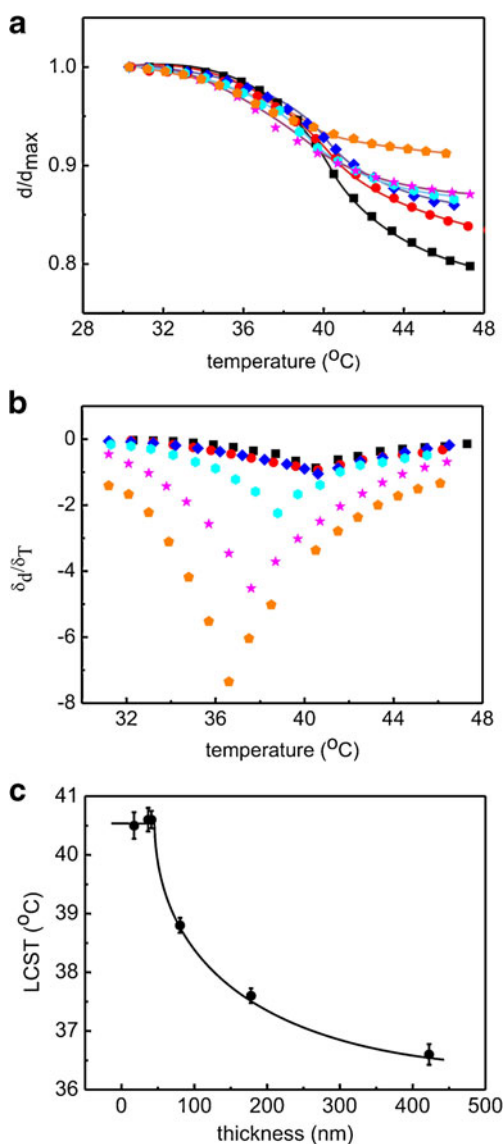 a
1.0
0.9
0.8
d/dmax
28 32 36 40 44 48
temperature (°C)
b
0
-2
-4
-6
-8
δd/δT
32 36 40 44 48
temperature (°C)
c
41
40
39
38
37
36
LCST (°C)
0 100 200 300 400 500
thickness (nm)